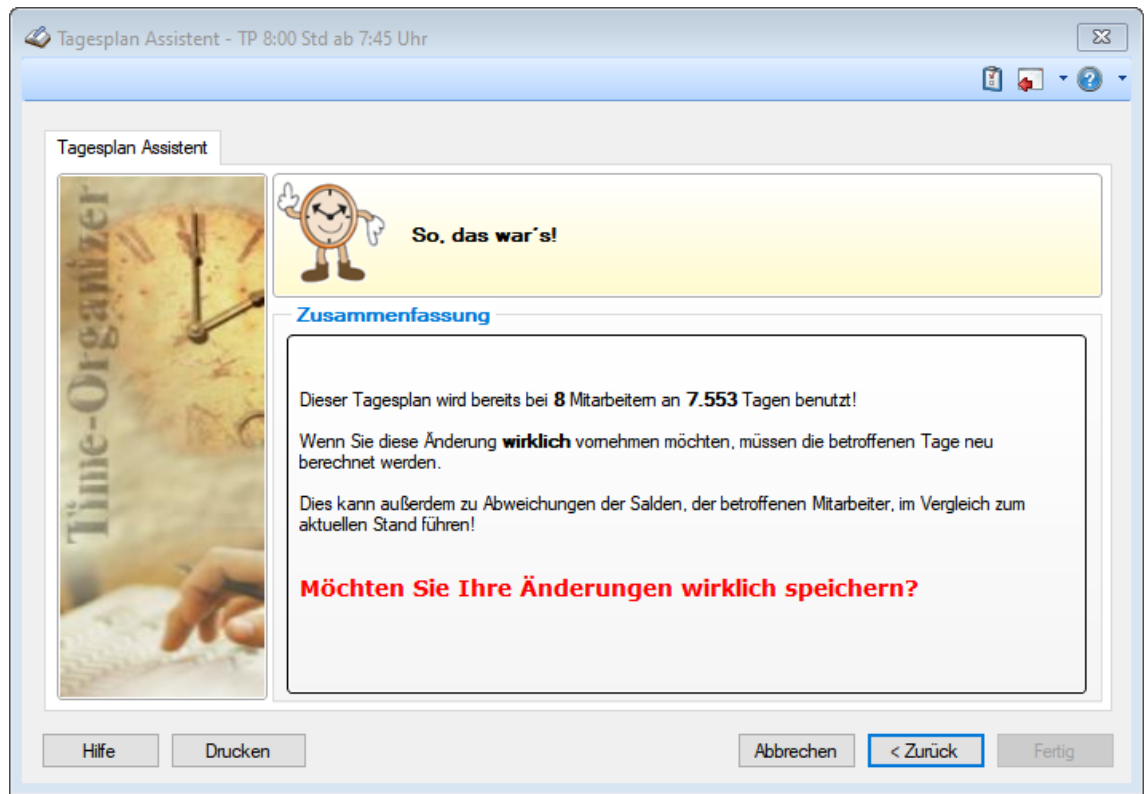 Tagesplan Assistent - TP 8:00 Std ab 7:45 Uhr
Tagesplan Assistent
Time-Organizer
So, das war´s!
Zusammenfassung
Dieser Tagesplan wird bereits bei 8 Mitarbeitern an 7.553 Tagen benutzt!
Wenn Sie diese Änderung wirklich vornehmen möchten, müssen die betroffenen Tage neu
berechnet werden.
Dies kann außerdem zu Abweichungen der Salden, der betroffenen Mitarbeiter, im Vergleich zum
aktuellen Stand führen!
Möchten Sie Ihre Änderungen wirklich speichern?
Hilfe
Drucken
Abbrechen
< Zurück
Fertig